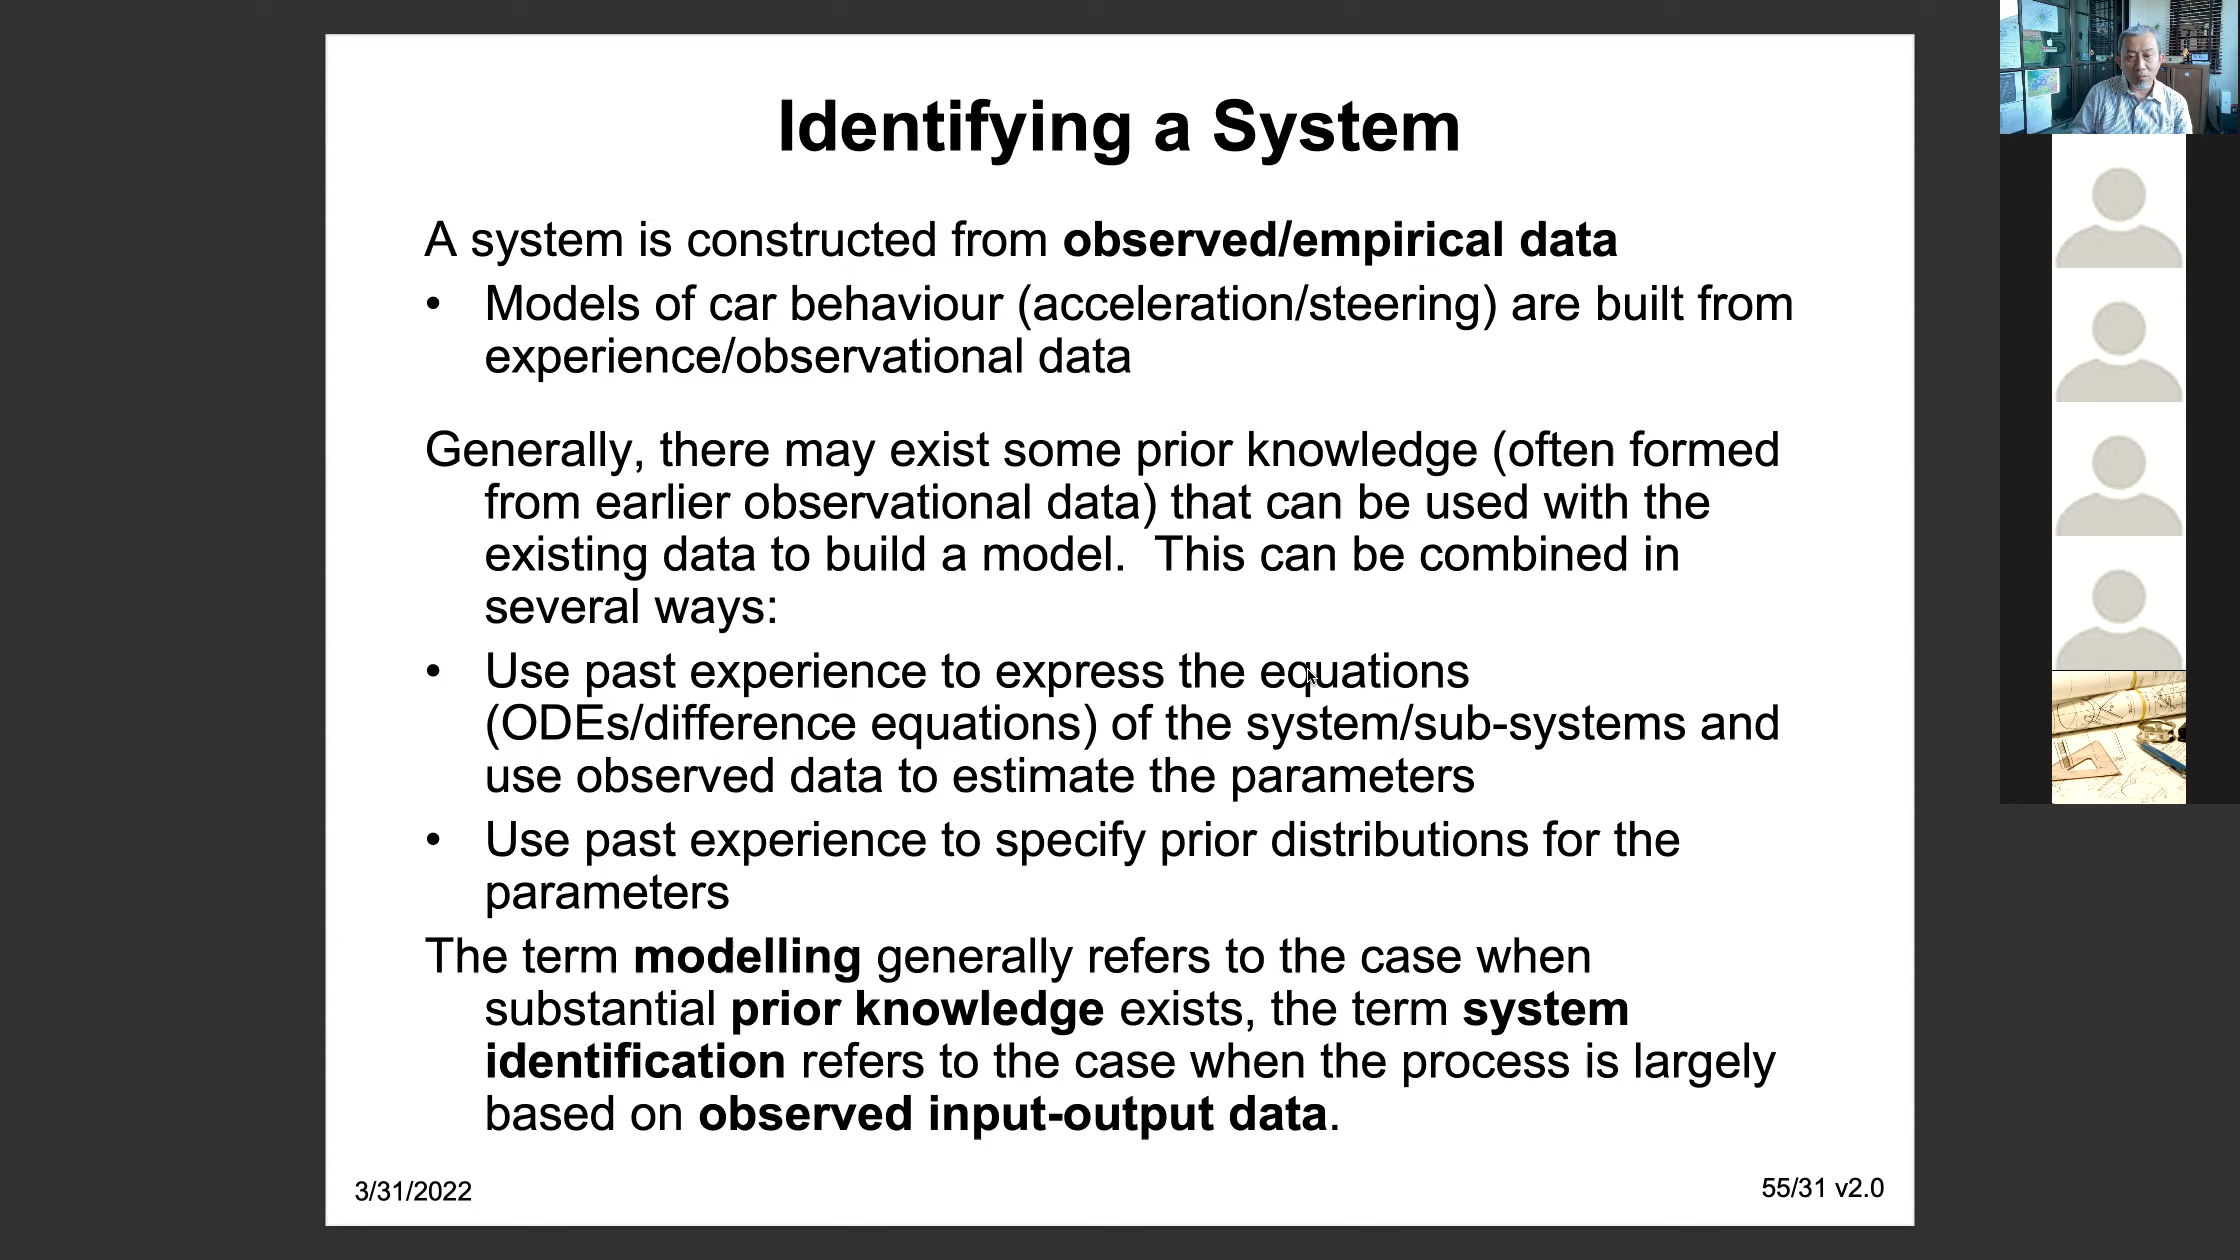 Identifying a System
A system is constructed from observed/empirical data
• Models of car behaviour (acceleration/steering) are built from
experience/observational data
Generally, there may exist some prior knowledge (often formed
from earlier observational data) that can be used with the
existing data to build a model.  This can be combined in
several ways:
• Use past experience to express the equations
(ODEs/difference equations) of the system/sub-systems and
use observed data to estimate the parameters
• Use past experience to specify prior distributions for the
parameters
The term modelling generally refers to the case when
substantial prior knowledge exists, the term system
identification refers to the case when the process is largely
based on observed input-output data.
3/31/2022
55/31 v2.0